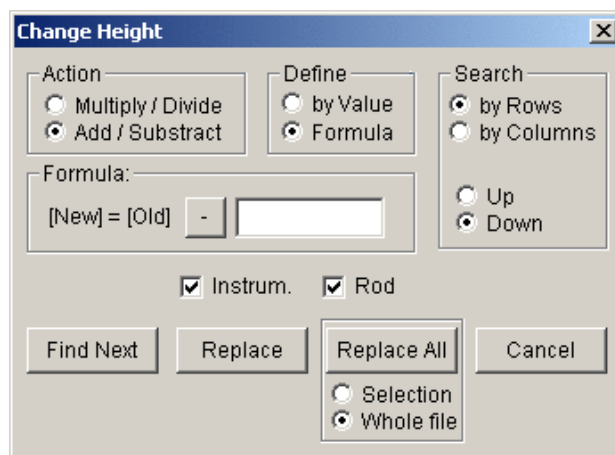 Change Height
Action
Multiply / Divide
Add / Substract
Define
by Value
Formula
Search
by Rows
by Columns
Up
Down
Formula:
[New] = [Old] -
Instrum. Rod
Find Next Replace Replace All Cancel
Selection
Whole file